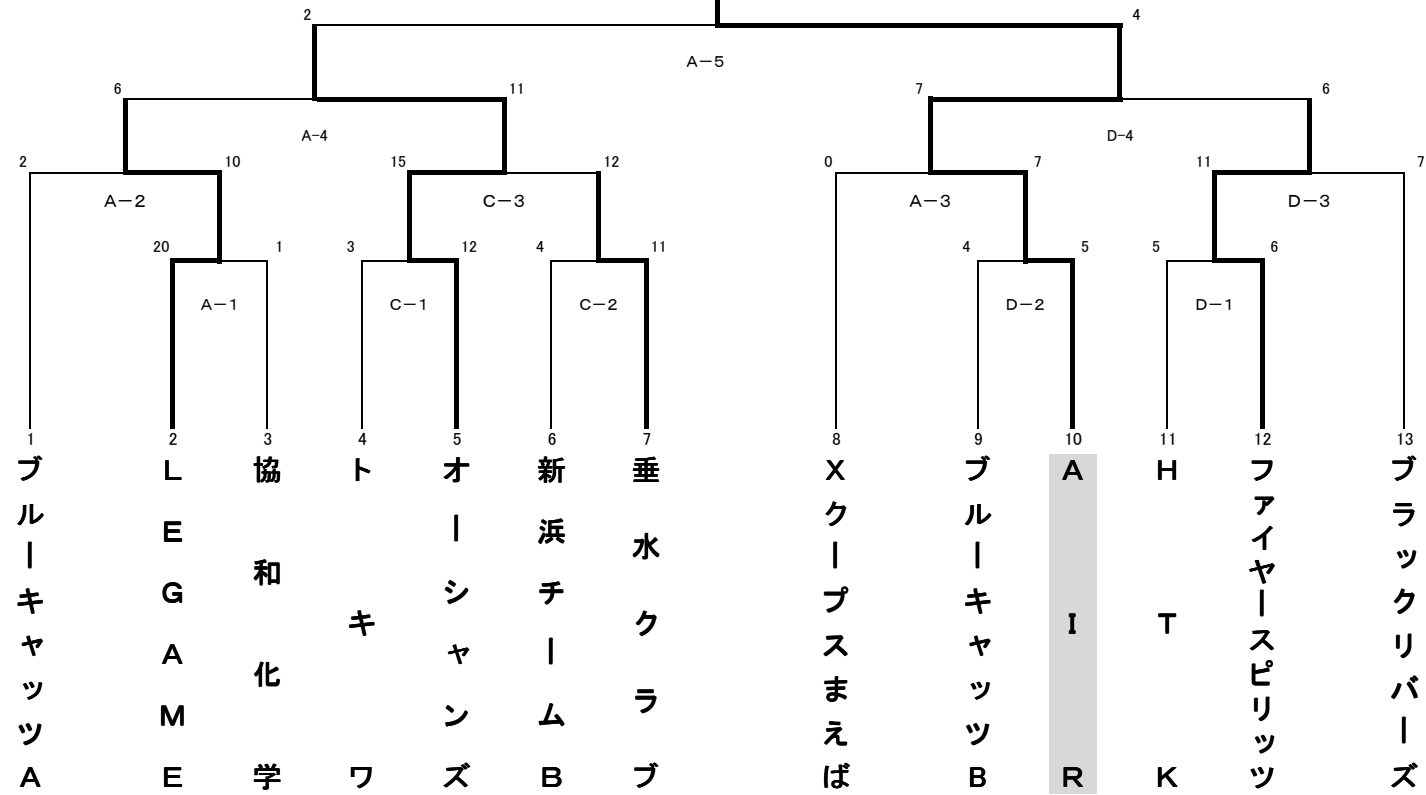 2 4
A－5
6 11 7 6
A-4 D-4
2 10 15 12 0 7 11 7
A－2 C－3 A－3 D－3
20 1 3 12 4 11 4 5 5 6
A－1 C－1 C－2 D－2 D－1
1 2 3 4 5 6 7 8 9 10 11 12 13
ブルーキャッツA
LEGAME
協和化学
トキワ
オーシャンズ
新浜チームB
垂水クラブ
Xクープスまえば
ブルーキャッツB
AIR
HTK
ファイヤースピリッツ
ブラックリバーズ